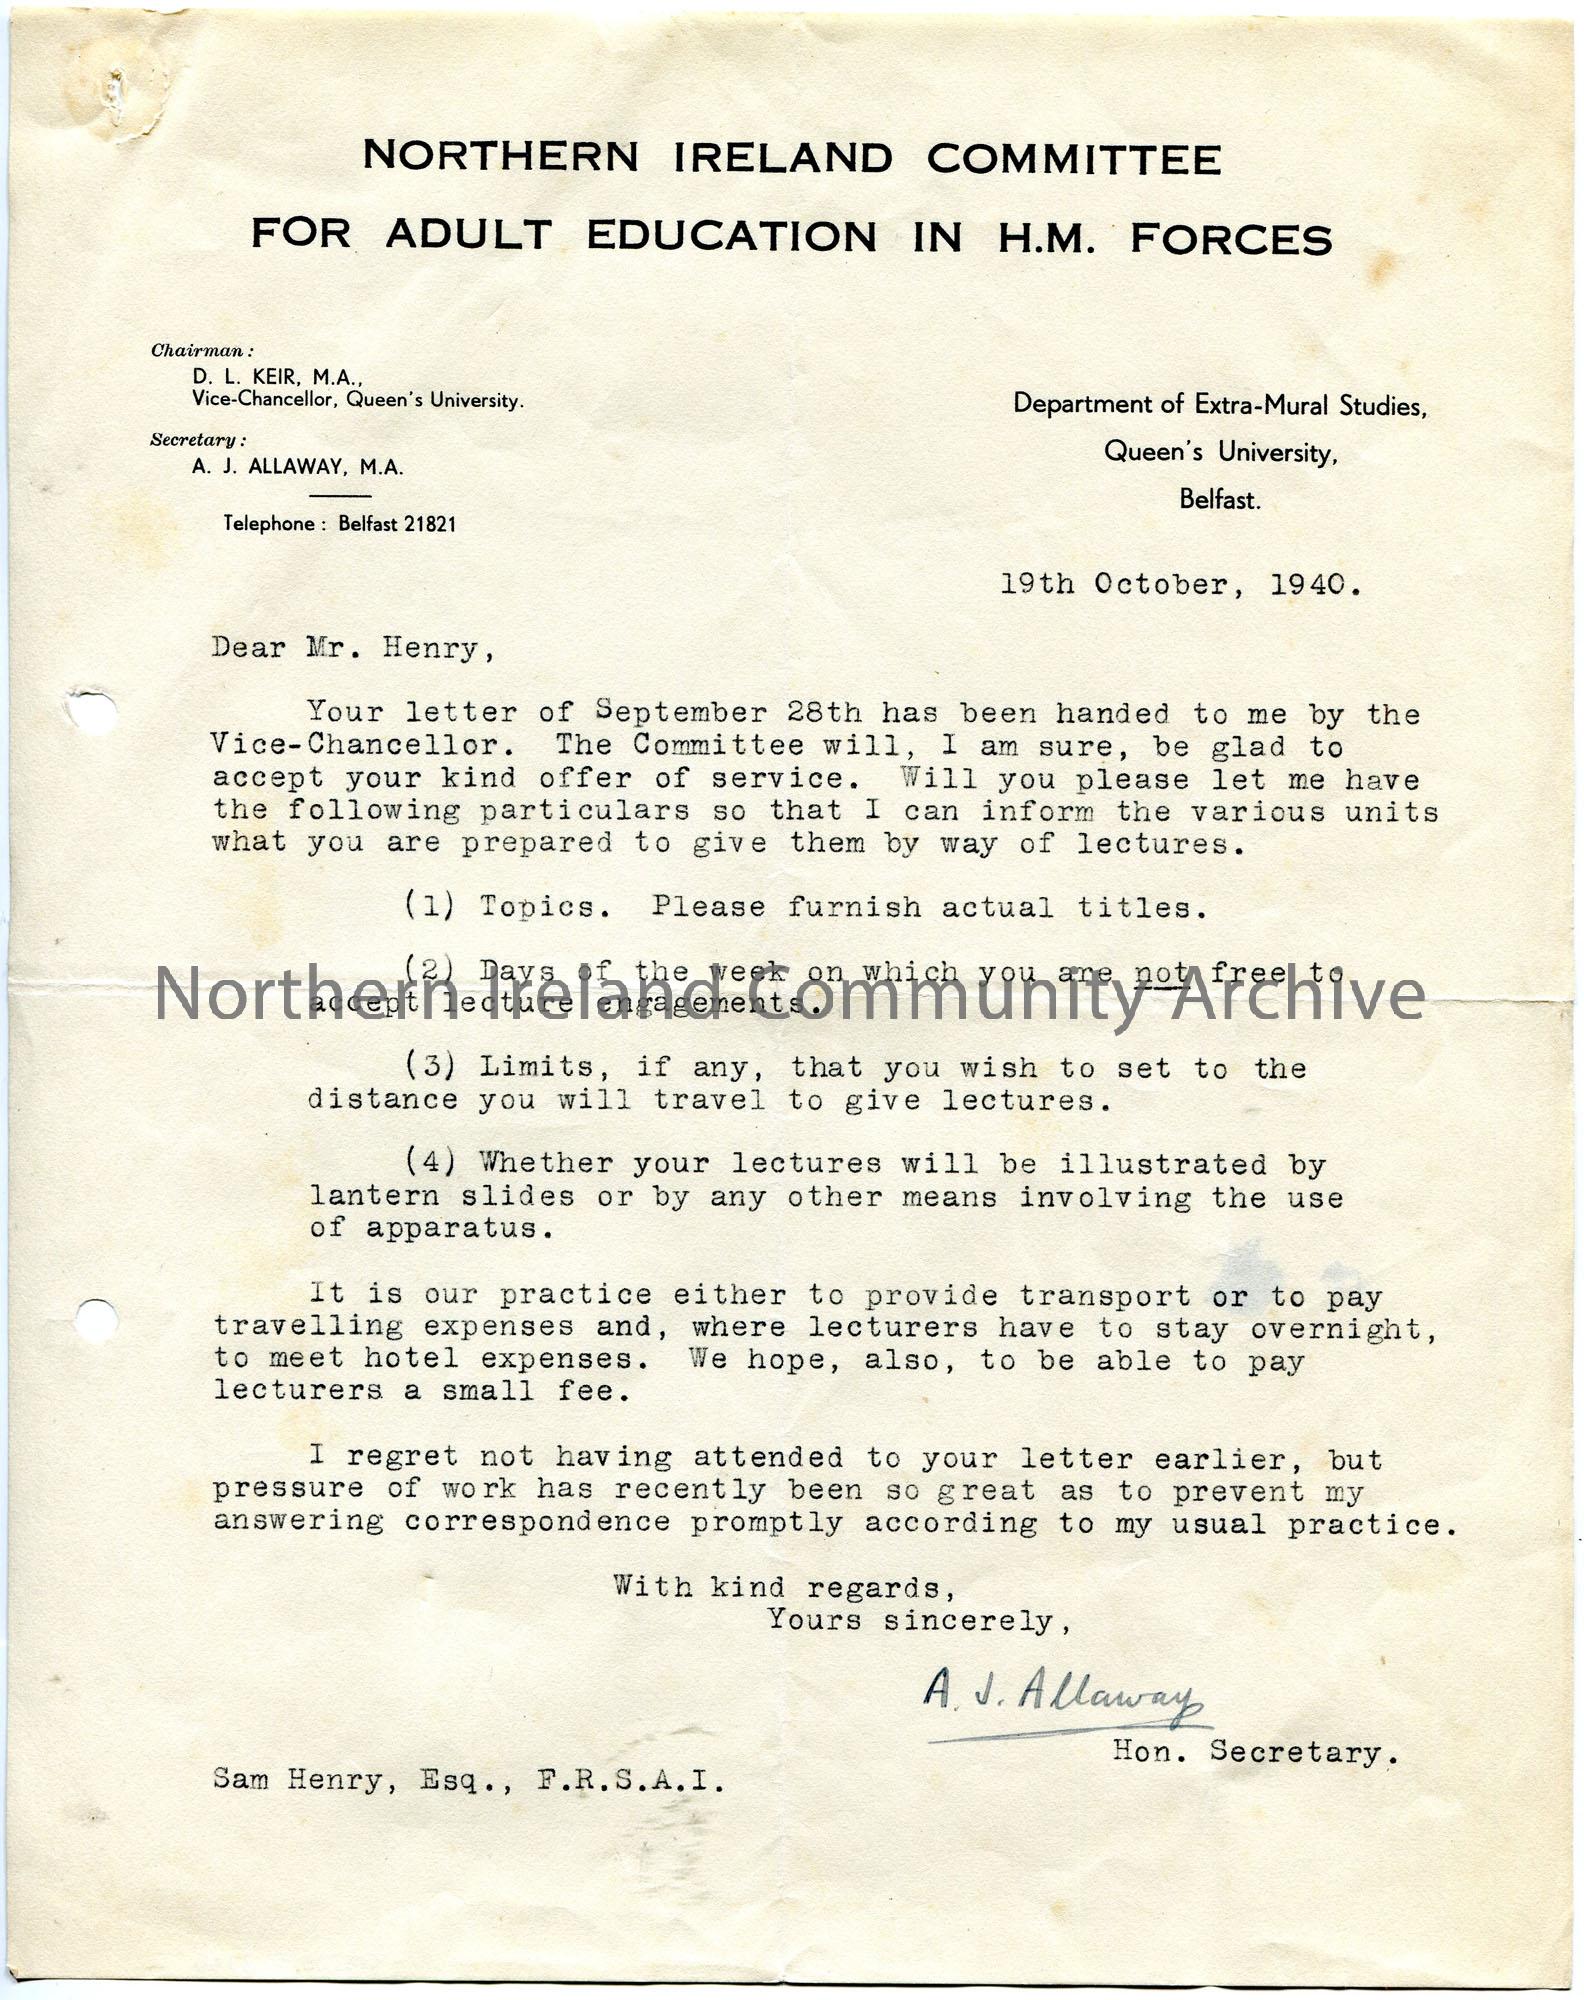 NORTHERN IRELAND COMMITTEE
FOR ADULT EDUCATION IN H.M. FORCES
Chairman:
D. L. KEIR, M.A.,
Vice-Chancellor, Queen's University.
Secretary:
A. J. ALLAWAY, M.A.
Telephone: Belfast 21821
Department of Extra-Mural Studies,
Queen's University,
Belfast.
19th October, 1940.
Dear Mr. Henry,
Your letter of September 28th has been handed to me by the
Vice-Chancellor. The Committee will, I am sure, be glad to
accept your kind offer of service. Will you please let me have
the following particulars so that I can inform the various units
what you are prepared to give them by way of lectures.
(1) Topics. Please furnish actual titles.
(2) Days of the week on which you are not free to
accept lecture engagements.
Northern Ireland Community Archive
(3) Limits, if any, that you wish to set to the
distance you will travel to give lectures.
(4) Whether your lectures will be illustrated by
lantern slides or by any other means involving the use
of apparatus.
It is our practice either to provide transport or to pay
travelling expenses and, where lecturers have to stay overnight,
to meet hotel expenses. We hope, also, to be able to pay
lecturers a small fee.
I regret not having attended to your letter earlier, but
pressure of work has recently been so great as to prevent my
answering correspondence promptly according to my usual practice.
With kind regards,
Yours sincerely,
A. J. Allaway
Hon. Secretary.
Sam Henry, Esq., F.R.S.A.I.